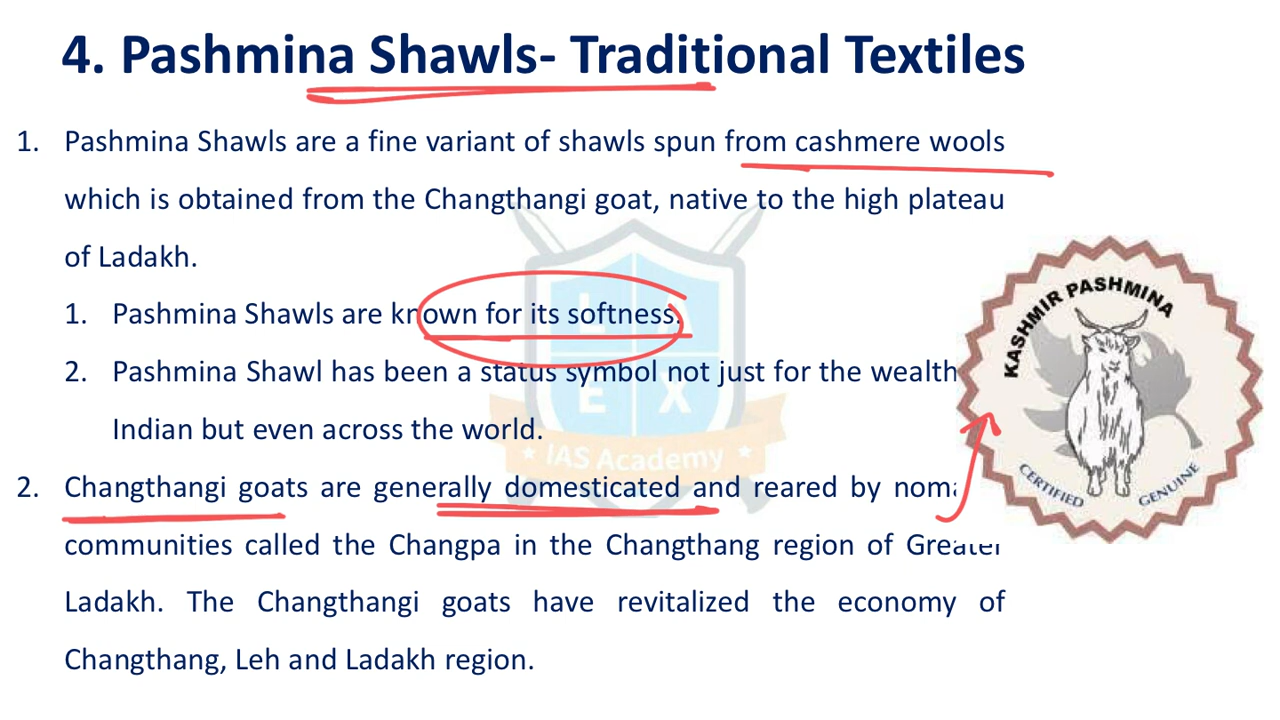 4. Pashmina Shawls- Traditional Textiles
1. Pashmina Shawls are a fine variant of shawls spun from cashmere wools
which is obtained from the Changthangi goat, native to the high plateau
of Ladakh.
1. Pashmina Shawls are known for its softness.
2. Pashmina Shawl has been a status symbol not just for the wealth
Indian but even across the world.
2. Changthangi goats are generally domesticated and reared by
communities called the Changpa in the Changthang region of Greater
Ladakh. The Changthangi goats have revitalized the economy of
Changthang, Leh and Ladakh region.
KASHMIR PASHMINA
CERTIFIED GENUINE
L A
E X
IAS Academy